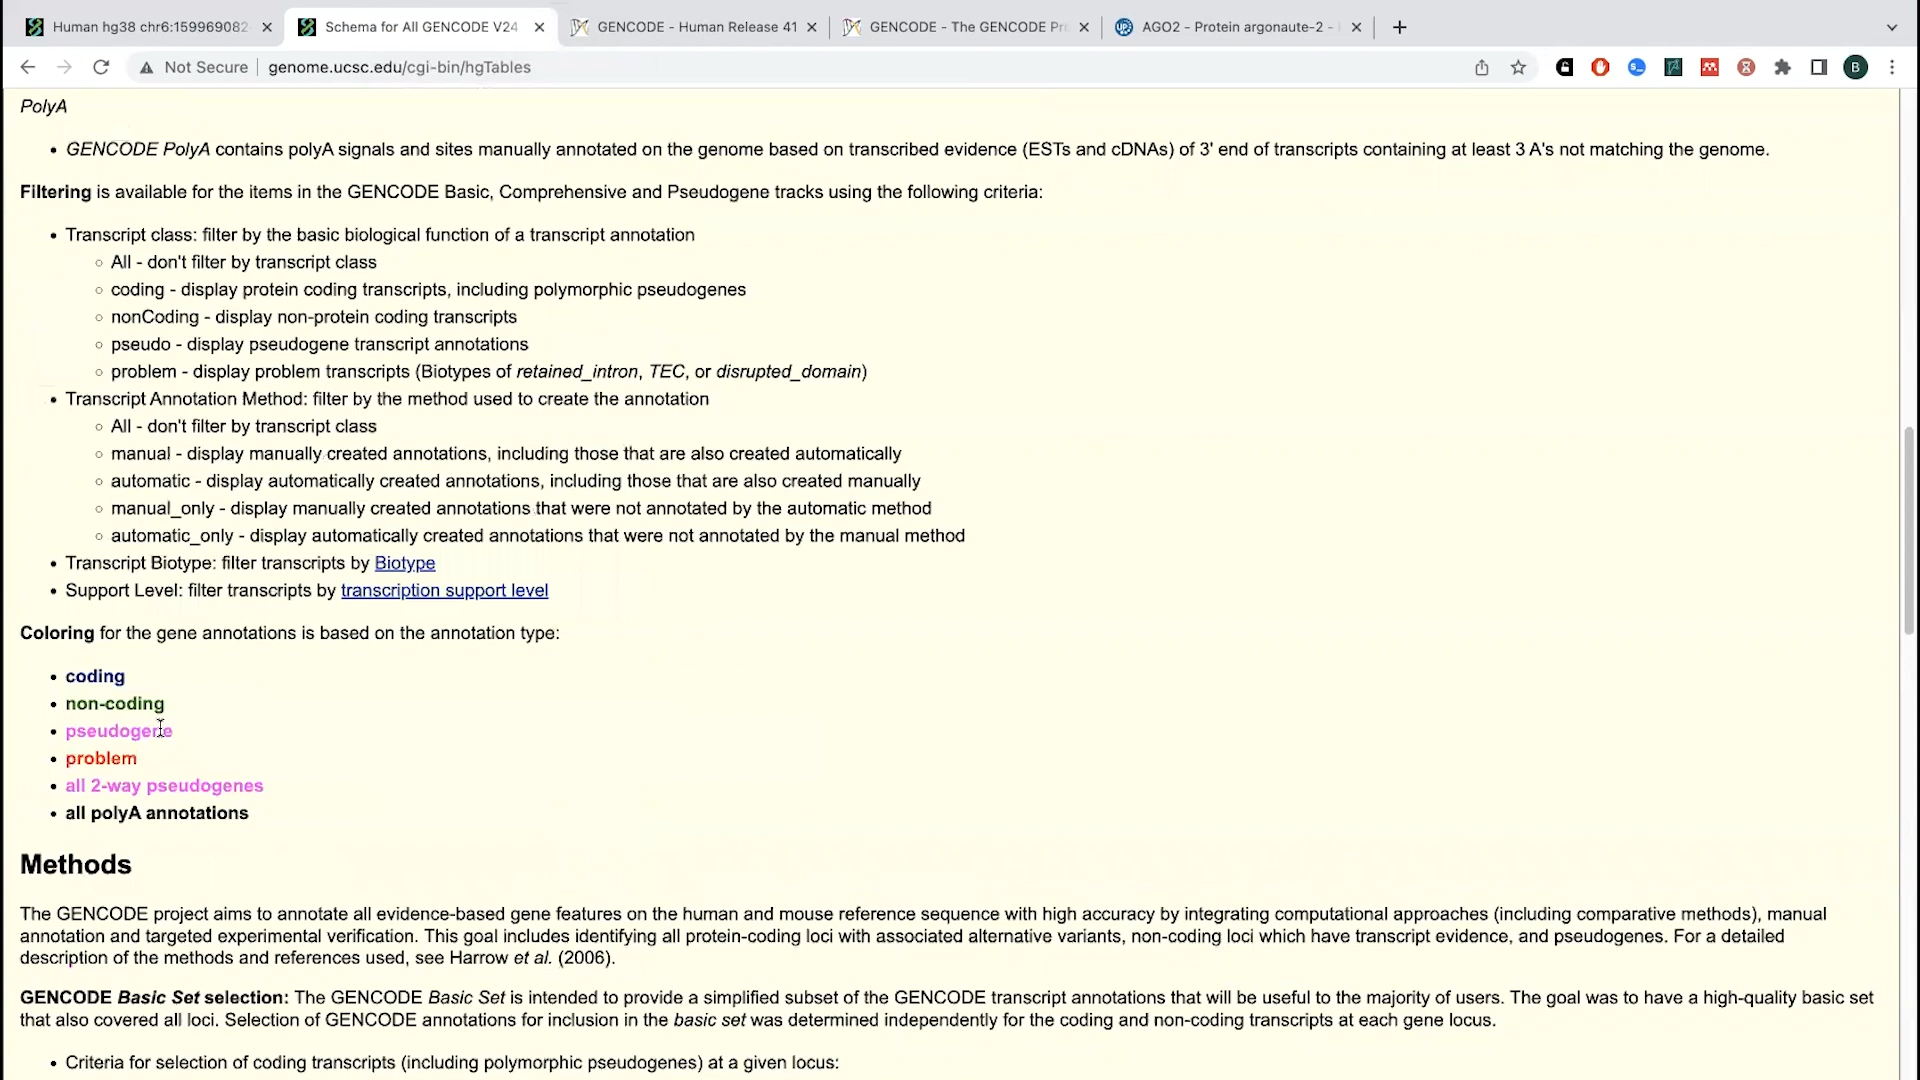 Human hg38 chr6:159969082
Schema for All GENCODE V24
GENCODE - Human Release 41
GENCODE - The GENCODE Pr
AGO2 - Protein argonaute-2 -
Not Secure
genome.ucsc.edu/cgi-bin/hgTables
B
PolyA
• GENCODE PolyA contains polyA signals and sites manually annotated on the genome based on transcribed evidence (ESTs and cDNAs) of 3' end of transcripts containing at least 3 A's not matching the genome.
Filtering is available for the items in the GENCODE Basic, Comprehensive and Pseudogene tracks using the following criteria:
• Transcript class: filter by the basic biological function of a transcript annotation
○ All - don't filter by transcript class
○ coding - display protein coding transcripts, including polymorphic pseudogenes
○ nonCoding - display non-protein coding transcripts
○ pseudo - display pseudogene transcript annotations
○ problem - display problem transcripts (Biotypes of retained_intron, TEC, or disrupted_domain)
• Transcript Annotation Method: filter by the method used to create the annotation
○ All - don't filter by transcript class
○ manual - display manually created annotations, including those that are also created automatically
○ automatic - display automatically created annotations, including those that are also created manually
○ manual_only - display manually created annotations that were not annotated by the automatic method
○ automatic_only - display automatically created annotations that were not annotated by the manual method
• Transcript Biotype: filter transcripts by Biotype
• Support Level: filter transcripts by transcription support level
Coloring for the gene annotations is based on the annotation type:
• coding
• non-coding
• pseudogene
• problem
• all 2-way pseudogenes
• all polyA annotations
Methods
The GENCODE project aims to annotate all evidence-based gene features on the human and mouse reference sequence with high accuracy by integrating computational approaches (including comparative methods), manual
annotation and targeted experimental verification. This goal includes identifying all protein-coding loci with associated alternative variants, non-coding loci which have transcript evidence, and pseudogenes. For a detailed
description of the methods and references used, see Harrow et al. (2006).
GENCODE Basic Set selection: The GENCODE Basic Set is intended to provide a simplified subset of the GENCODE transcript annotations that will be useful to the majority of users. The goal was to have a high-quality basic set
that also covered all loci. Selection of GENCODE annotations for inclusion in the basic set was determined independently for the coding and non-coding transcripts at each gene locus.
• Criteria for selection of coding transcripts (including polymorphic pseudogenes) at a given locus: